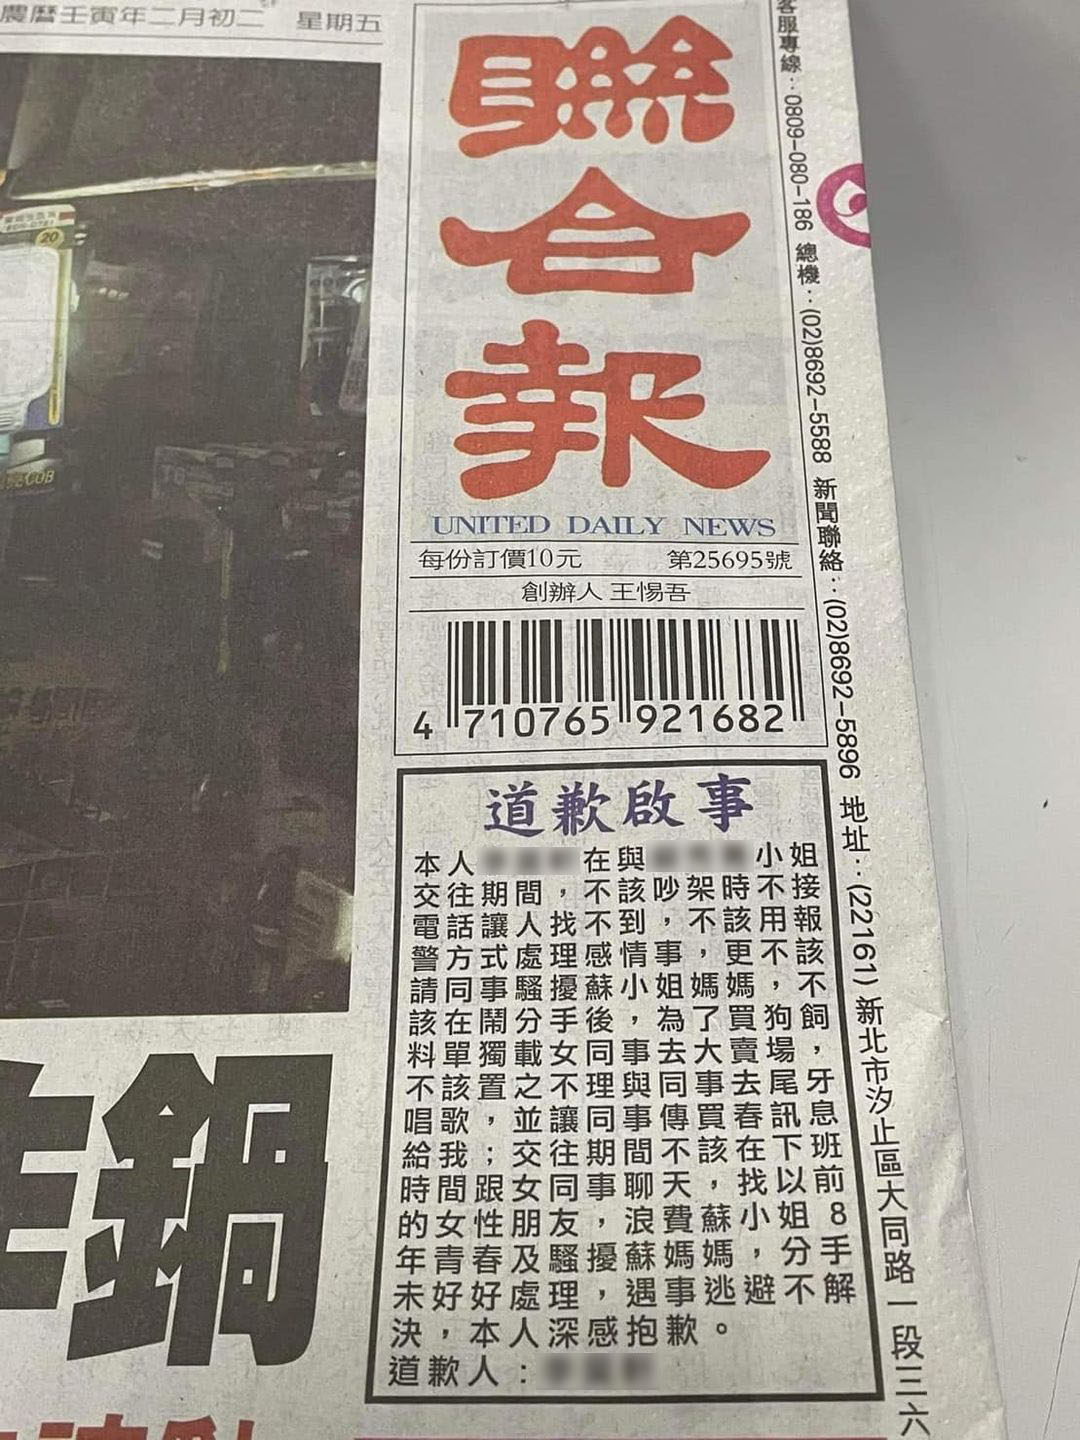 農曆壬寅年二月初二 星期五
聯合報
UNITED DAILY NEWS
每份訂價10元 第25695號
創辦人 王惕吾
4 710765 921682
客服專線：0809-080-186 總機：(02)8692-5588 新聞聯絡：(02)8692-5896 地址：(22161)新北市汐止區大同路一段三六
20
COB
道歉啟事
本人 在與 小姐
交往期間，不該吵架時不接
電話讓人找不到，不該用報
警方式處理感情事，更不該
請同事騷擾蘇小姐媽媽，不
該在鬧分手後，為了買狗飼
料單獨載女同事去大賣場，
不該置之不理與同事去尾牙
唱歌，並讓同事傳買春訊息
給我；交往期間不該在下班
時間跟女同事聊天，找以前
的女性朋友，浪費蘇小姐8
年青春及騷擾蘇媽媽，分手
未好好處理，遇事逃避不解
決，本人深感抱歉。
道歉人：
鍋